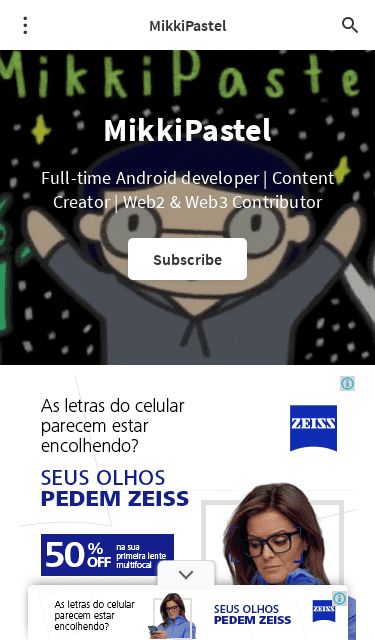 MikkiPastel
MikkiPaste
MikkiPastel
Full-time Android developer | Content
Creator | Web2 & Web3 Contributor
Subscribe
As letras do celular
parecem estar
encolhendo?
ZEISS
SEUS OLHOS
PEDEM ZEISS
50% OFF
na sua
primeira lente
multifocal
As letras do celular
parecem estar
encolhendo?
SEUS OLHOS
PEDEM ZEISS
ZEISS